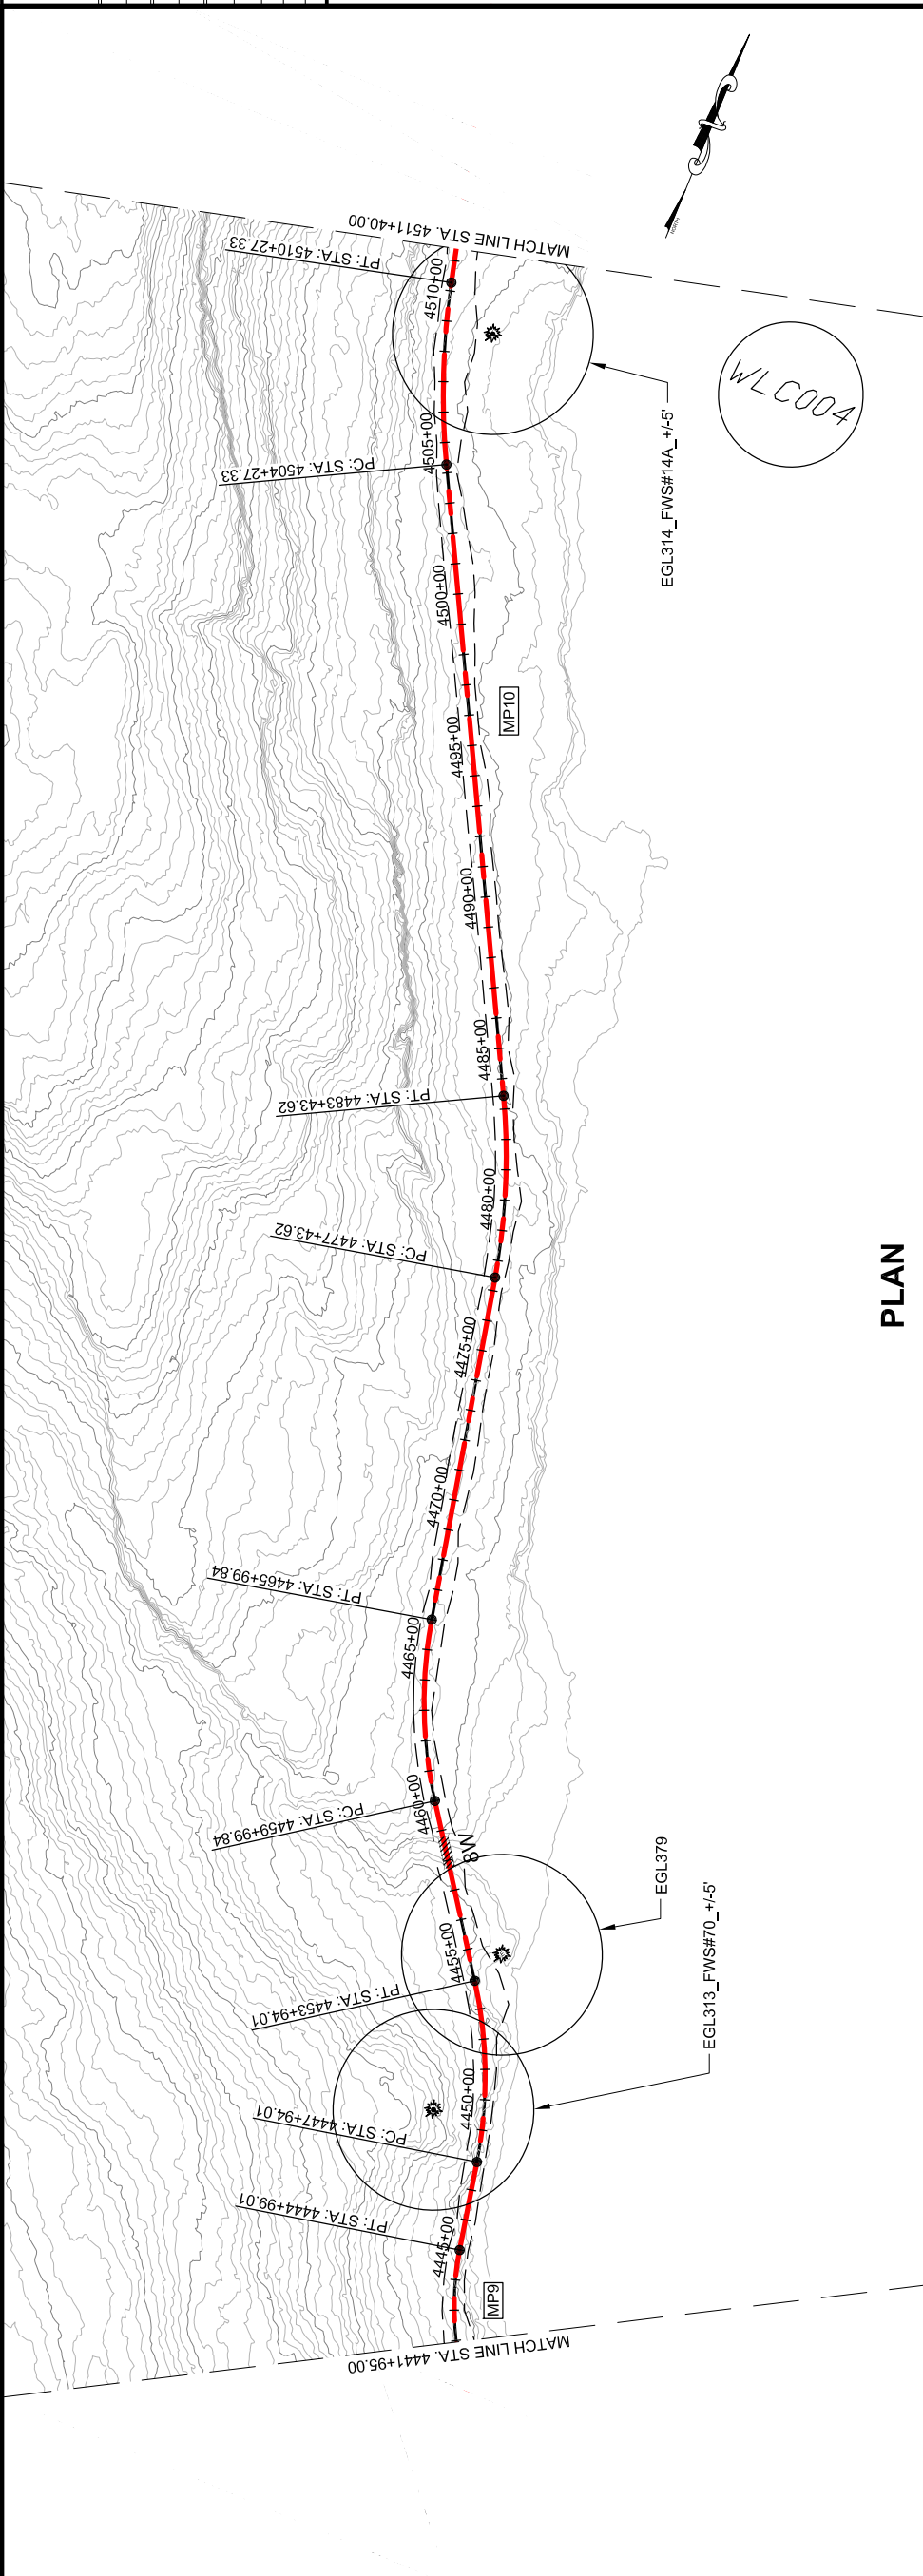 NORTH
MATCH LINE STA. 4511+40.00
PT: STA: 4510+27.33
4510+00
WLC004
EGL314_FWS#14A_+/-5'
4505+00
PC: STA: 4504+27.33
4500+00
MP10
4495+00
4490+00
4485+00
PT: STA: 4483+43.62
4480+00
PC: STA: 4477+43.62
PLAN
4475+00
4470+00
PT: STA: 4465+99.84
4465+00
4460+00
PC: STA: 4459+99.84
8W
EGL379
4455+00
PT: STA: 4453+94.01
EGL313_FWS#70_+/-5'
4450+00
PC: STA: 4447+94.01
4445+00
PT: STA: 4444+99.01
MP9
MATCH LINE STA. 4441+95.00